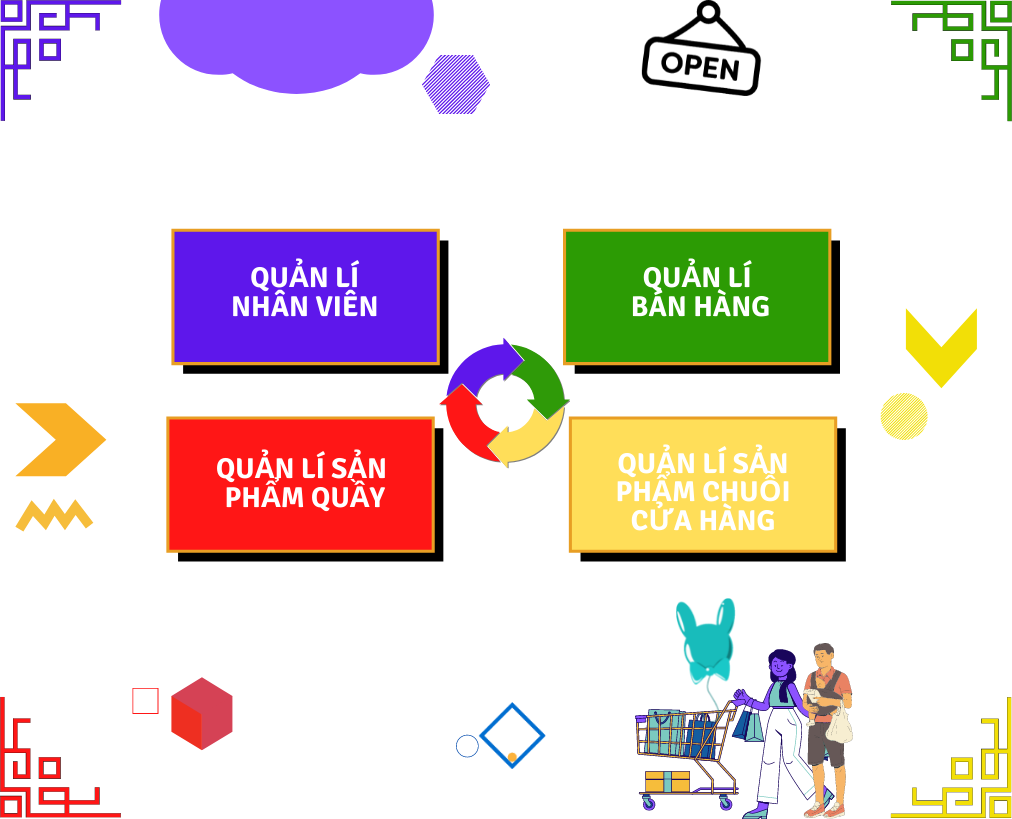 OPEN
QUẢN LÍ
NHÂN VIÊN
QUẢN LÍ
BÁN HÀNG
QUẢN LÍ SẢN
PHẨM QUẦY
QUẢN LÍ SẢN
PHẨM CHUỖI
CỬA HÀNG